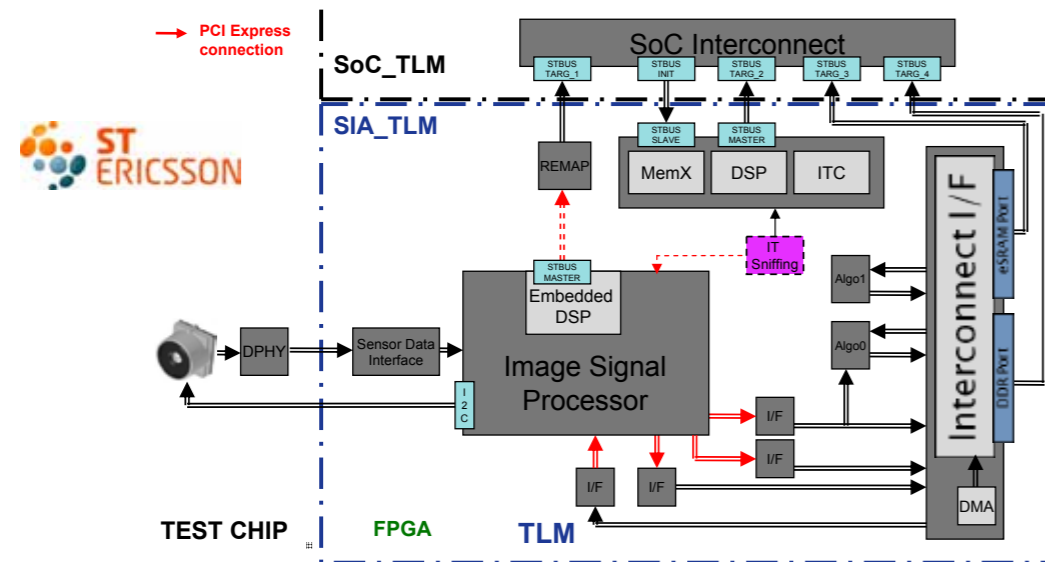 PCI Express
connection
SoC_TLM
SoC Interconnect
STBUS
TARG_1
STBUS
INIT
STBUS
TARG_2
STBUS
TARG_3
STBUS
TARG_4
SIA_TLM
ST
ERICSSON
STBUS
SLAVE
STBUS
MASTER
REMAP
MemX
DSP
ITC
Interconnect I/F
eSRAM Port
DDR Port
IT
Sniffing
STBUS
MASTER
Embedded
DSP
Algo1
Algo0
DPHY
Sensor Data
Interface
Image Signal
Processor
I
2
C
I/F
I/F
I/F
I/F
DMA
TEST CHIP
FPGA
TLM